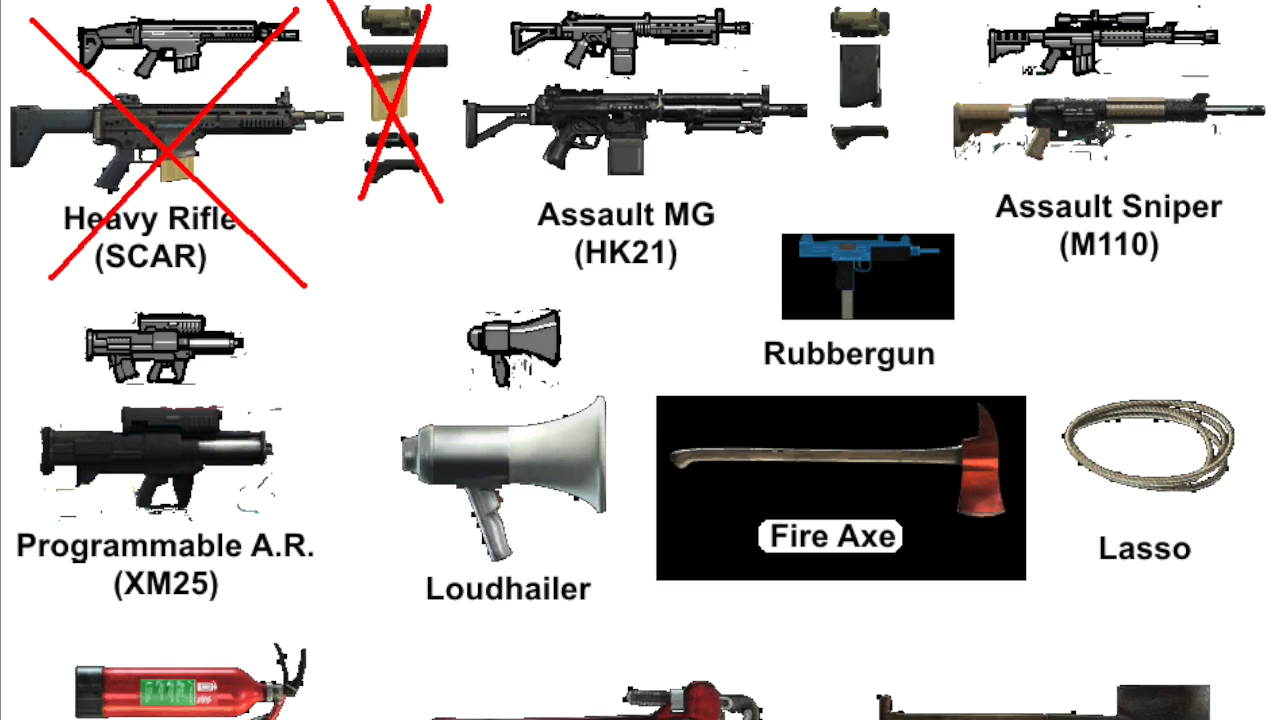 Heavy Rifle
(SCAR)
Assault MG
(HK21)
Assault Sniper
(M110)
Rubbergun
Programmable A.R.
(XM25)
Loudhailer
Fire Axe
Lasso